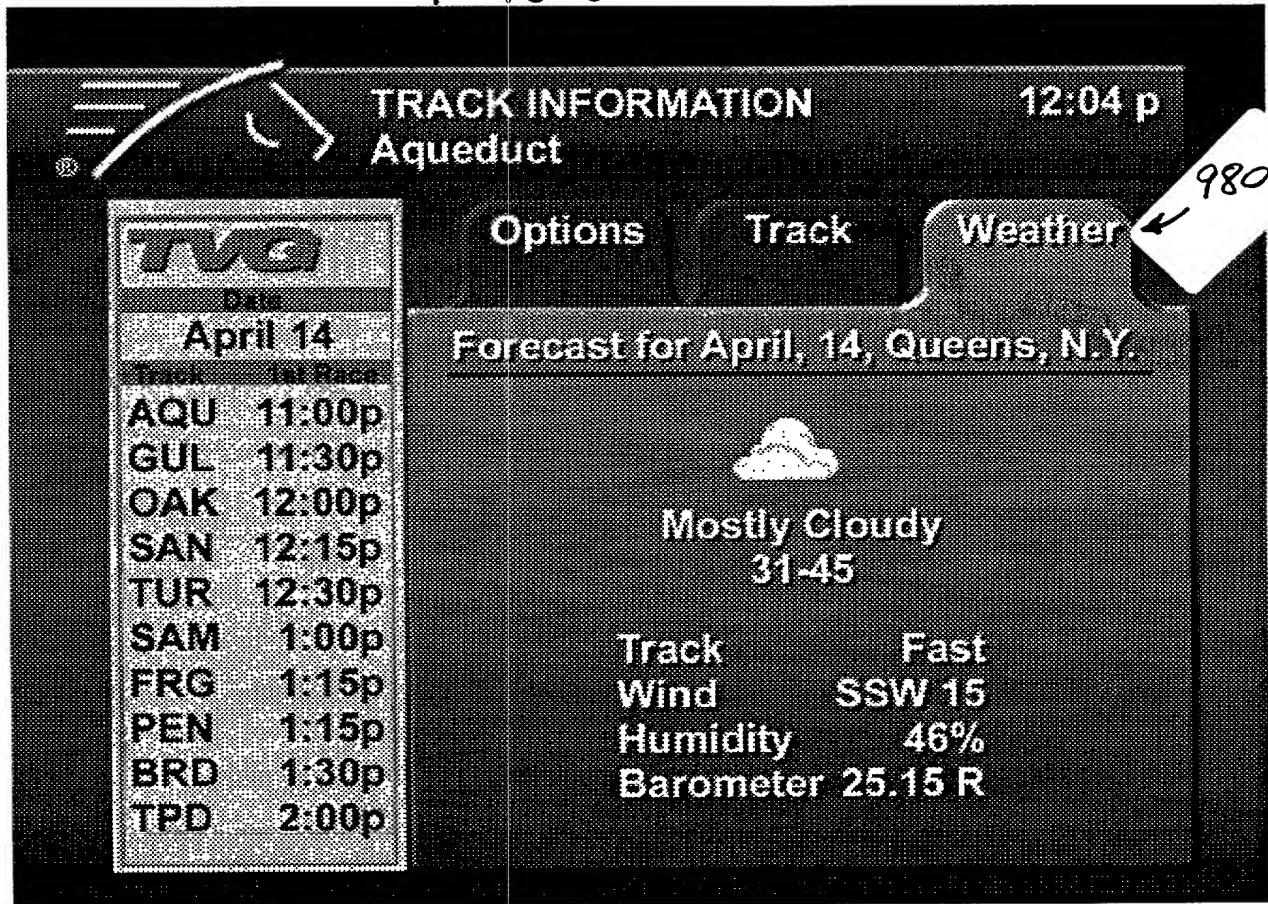 TRACK INFORMATION 12:04 p
Aqueduct
®
980
Options Track Weather
TVG
Date
April 14
Track 1st Race
AQU 11:00p
GUL 11:30p
OAK 12:00p
SAN 12:15p
TUR 12:30p
SAM 1:00p
FRG 1:15p
PEN 1:15p
BRD 1:30p
TPD 2:00p
Forecast for April, 14, Queens, N.Y.
Mostly Cloudy
31-45
Track Fast
Wind SSW 15
Humidity 46%
Barometer 25.15 R